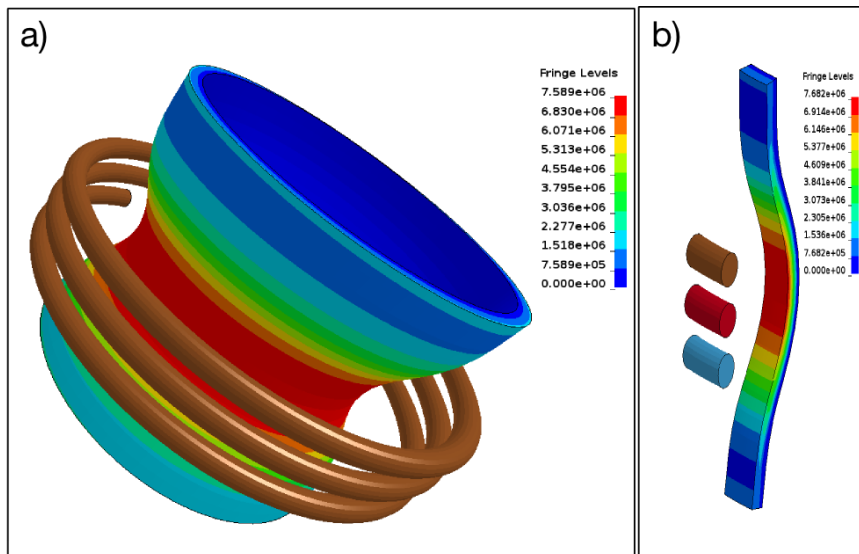 a)
Fringe Levels
7.589e+06
6.830e+06
6.071e+06
5.313e+06
4.554e+06
3.795e+06
3.036e+06
2.277e+06
1.518e+06
7.589e+05
0.000e+00
b)
Fringe Levels
7.682e+06
6.914e+06
6.146e+06
5.377e+06
4.609e+06
3.841e+06
3.073e+06
2.305e+06
1.536e+06
7.682e+05
0.000e+00